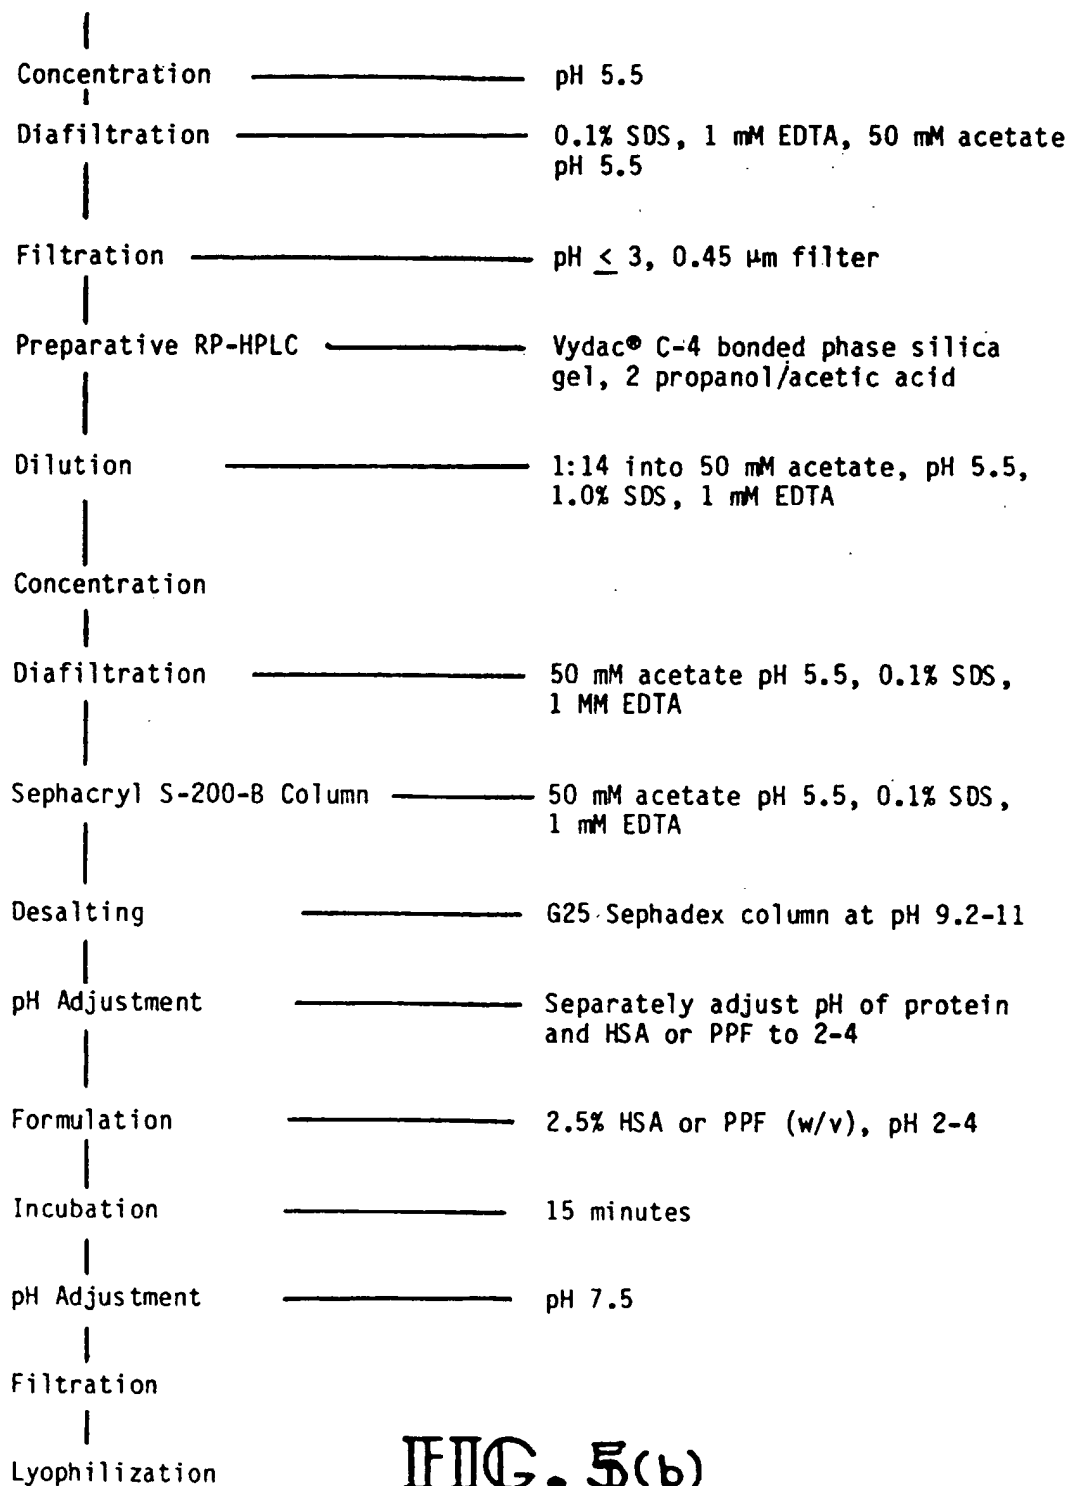 Concentration pH 5.5
Diafiltration 0.1% SDS, 1 mM EDTA, 50 mM acetate
pH 5.5
Filtration pH ≤ 3, 0.45 µm filter
Preparative RP-HPLC Vydac® C-4 bonded phase silica
gel, 2 propanol/acetic acid
Dilution 1:14 into 50 mM acetate, pH 5.5,
1.0% SDS, 1 mM EDTA
Concentration
Diafiltration 50 mM acetate pH 5.5, 0.1% SDS,
1 MM EDTA
Sephacryl S-200-B Column 50 mM acetate pH 5.5, 0.1% SDS,
1 mM EDTA
Desalting G25 Sephadex column at pH 9.2-11
pH Adjustment Separately adjust pH of protein
and HSA or PPF to 2-4
Formulation 2.5% HSA or PPF (w/v), pH 2-4
Incubation 15 minutes
pH Adjustment pH 7.5
Filtration
Lyophilization
FIG. 5(b)